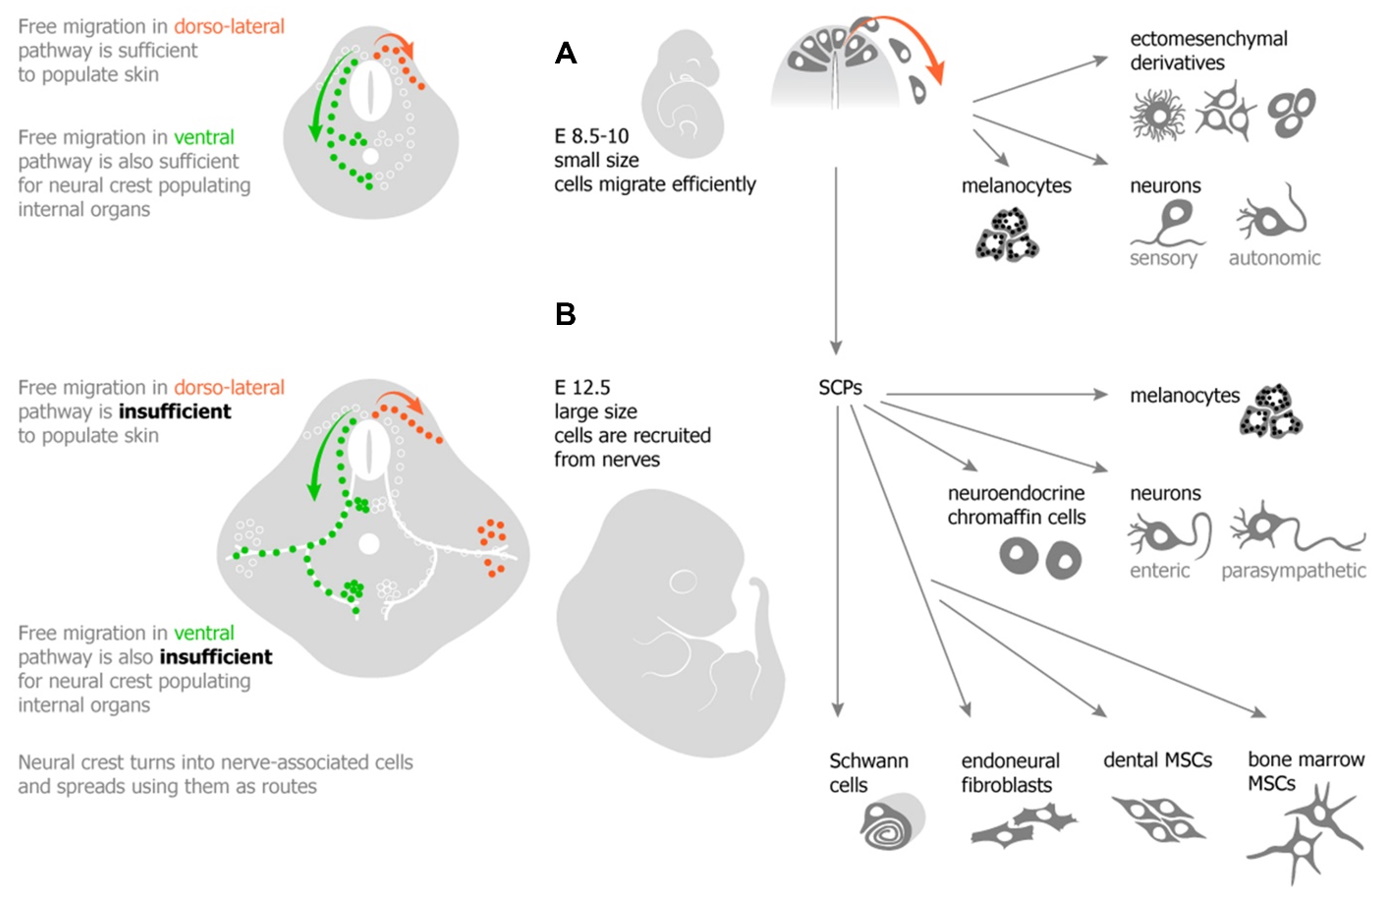 Free migration in dorso-lateral
pathway is sufficient
to populate skin
Free migration in ventral
pathway is also sufficient
for neural crest populating
internal organs
A
E 8.5-10
small size
cells migrate efficiently
ectomesenchymal
derivatives
melanocytes
neurons
sensory
autonomic
B
Free migration in dorso-lateral
pathway is insufficient
to populate skin
Free migration in ventral
pathway is also insufficient
for neural crest populating
internal organs
Neural crest turns into nerve-associated cells
and spreads using them as routes
E 12.5
large size
cells are recruited
from nerves
SCPs
melanocytes
neuroendocrine
chromaffin cells
neurons
enteric
parasympathetic
Schwann
cells
endoneural
fibroblasts
dental MSCs
bone marrow
MSCs